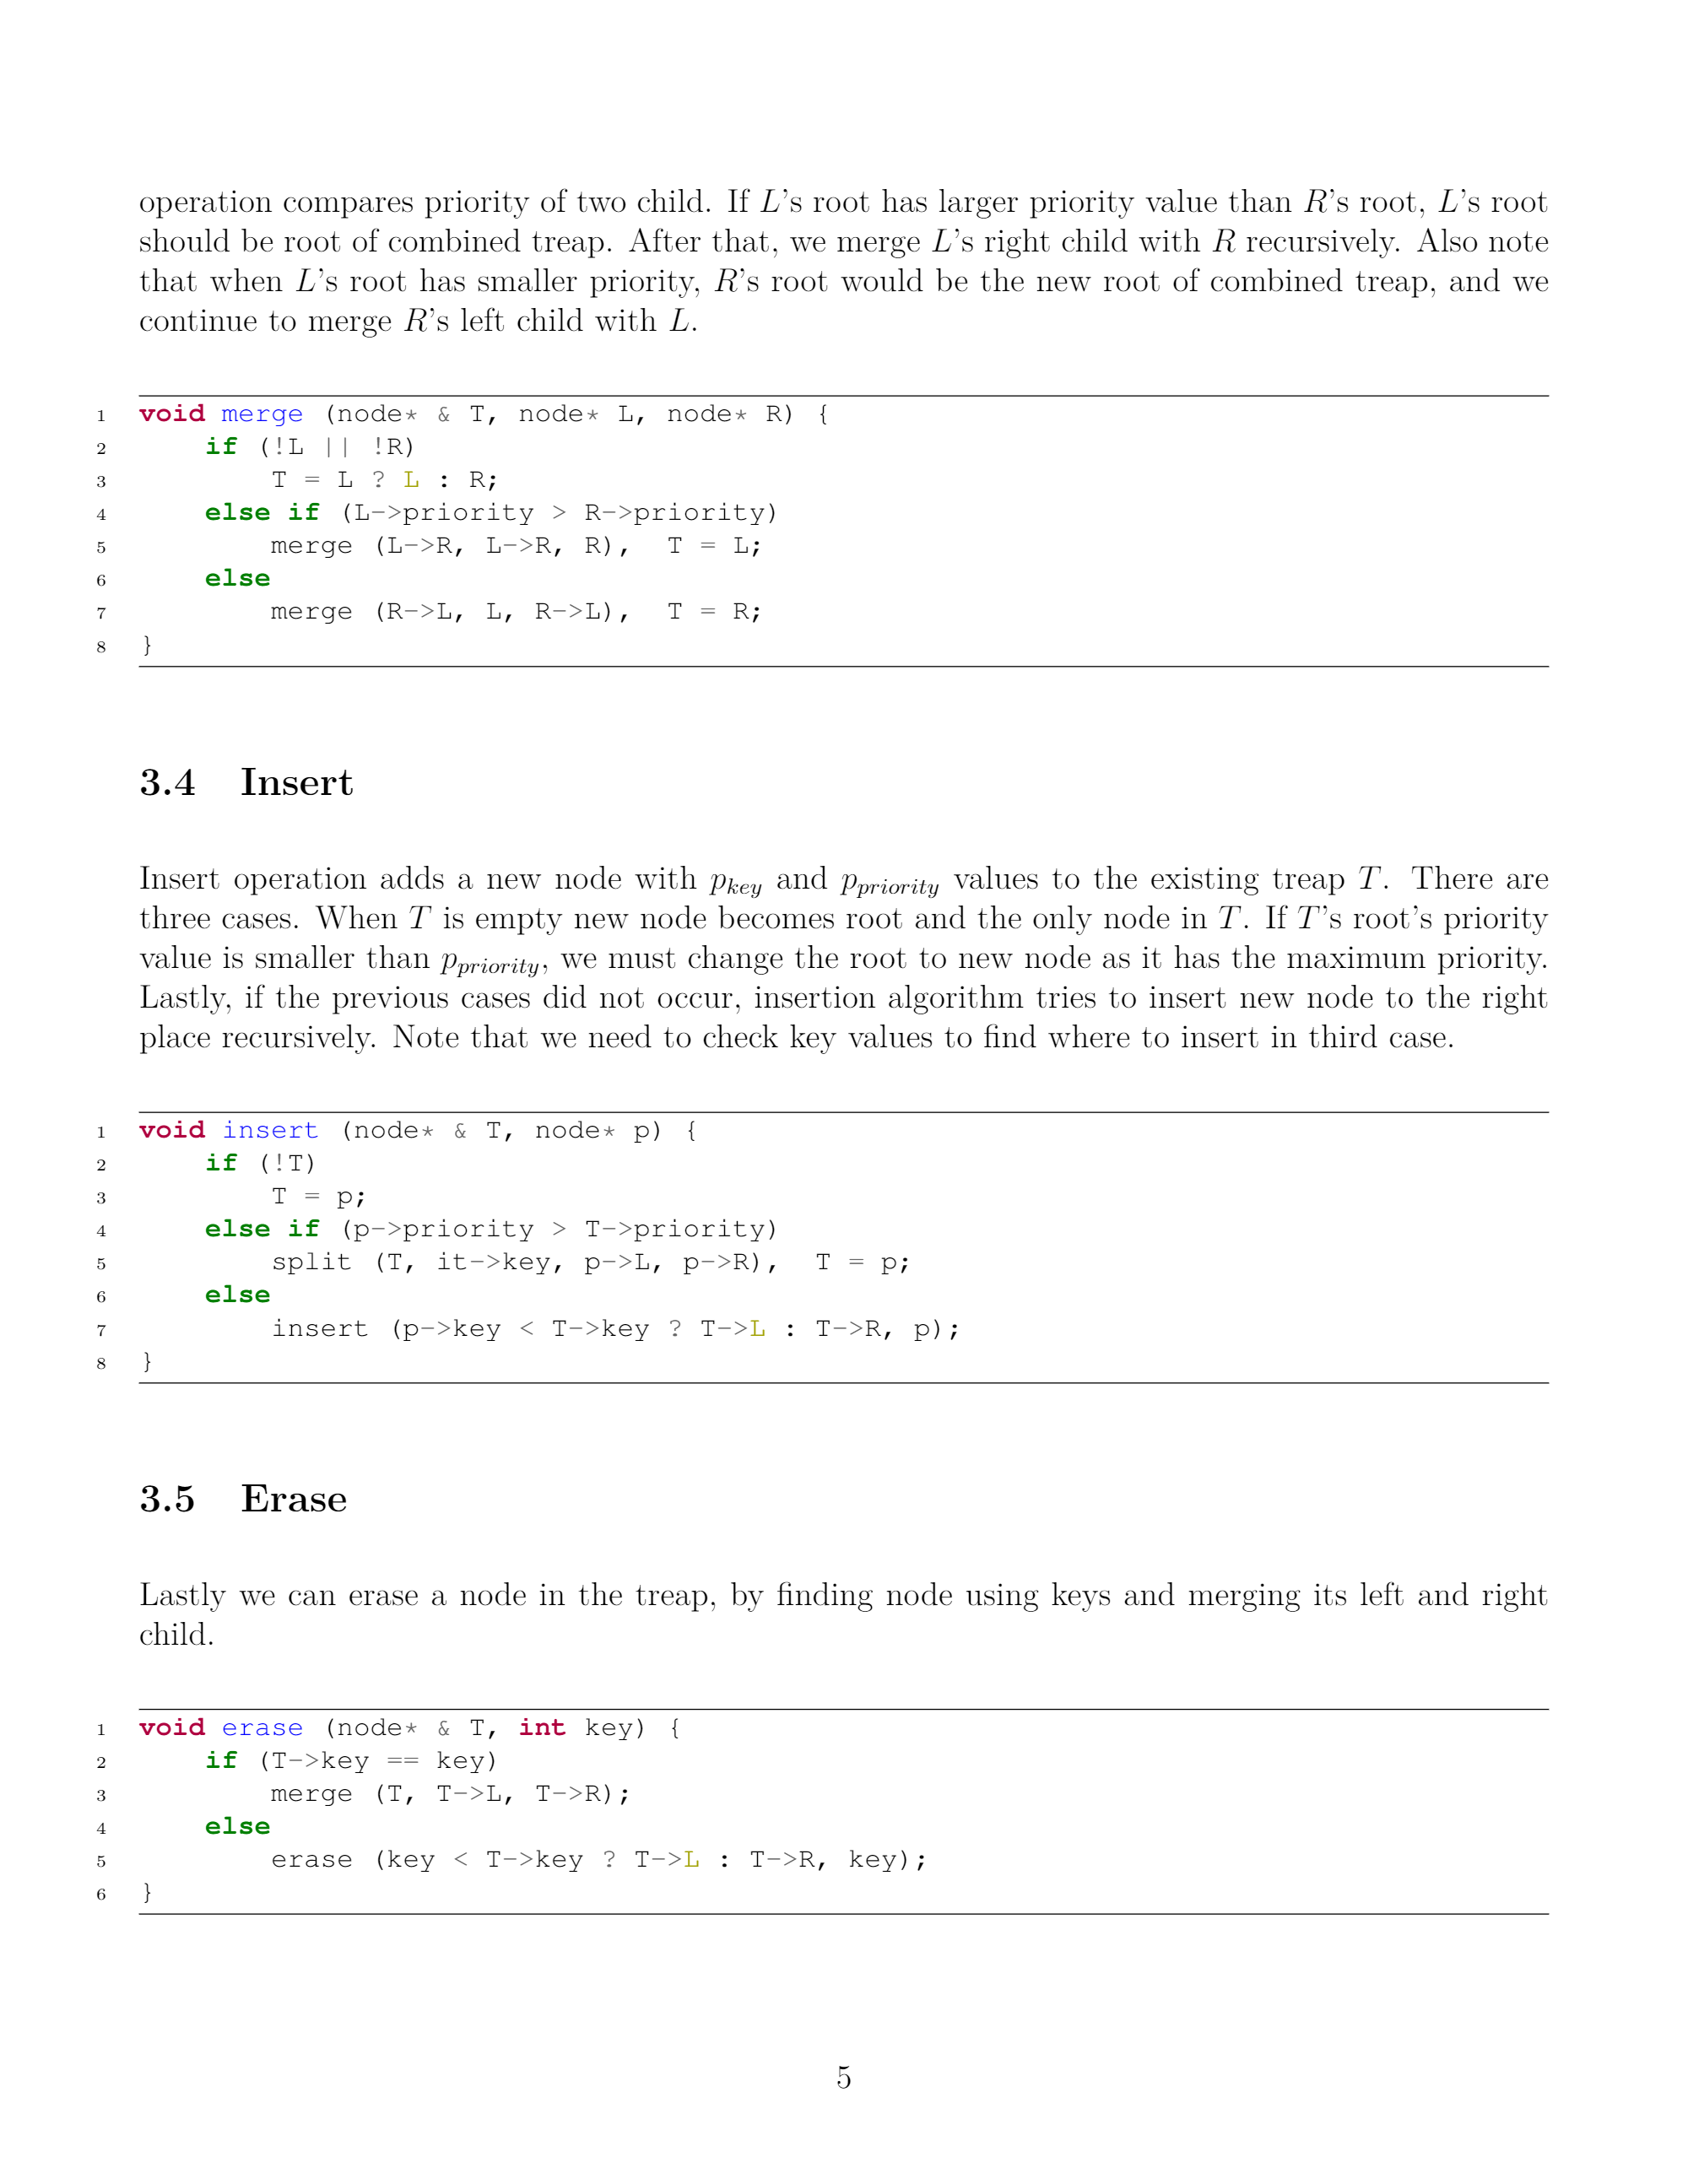 operation compares priority of two child. If L's root has larger priority value than R's root, L's root
should be root of combined treap. After that, we merge L's right child with R recursively. Also note
that when L's root has smaller priority, R's root would be the new root of combined treap, and we
continue to merge R's left child with L.
1 void merge (node* & T, node* L, node* R) {
2     if (!L || !R)
3         T = L ? L : R;
4     else if (L->priority > R->priority)
5         merge (L->R, L->R, R),  T = L;
6     else
7         merge (R->L, L, R->L),  T = R;
8 }
3.4 Insert
Insert operation adds a new node with p_key and p_priority values to the existing treap T. There are
three cases. When T is empty new node becomes root and the only node in T. If T's root's priority
value is smaller than p_priority, we must change the root to new node as it has the maximum priority.
Lastly, if the previous cases did not occur, insertion algorithm tries to insert new node to the right
place recursively. Note that we need to check key values to find where to insert in third case.
1 void insert (node* & T, node* p) {
2     if (!T)
3         T = p;
4     else if (p->priority > T->priority)
5         split (T, it->key, p->L, p->R),  T = p;
6     else
7         insert (p->key < T->key ? T->L : T->R, p);
8 }
3.5 Erase
Lastly we can erase a node in the treap, by finding node using keys and merging its left and right
child.
1 void erase (node* & T, int key) {
2     if (T->key == key)
3         merge (T, T->L, T->R);
4     else
5         erase (key < T->key ? T->L : T->R, key);
6 }
5